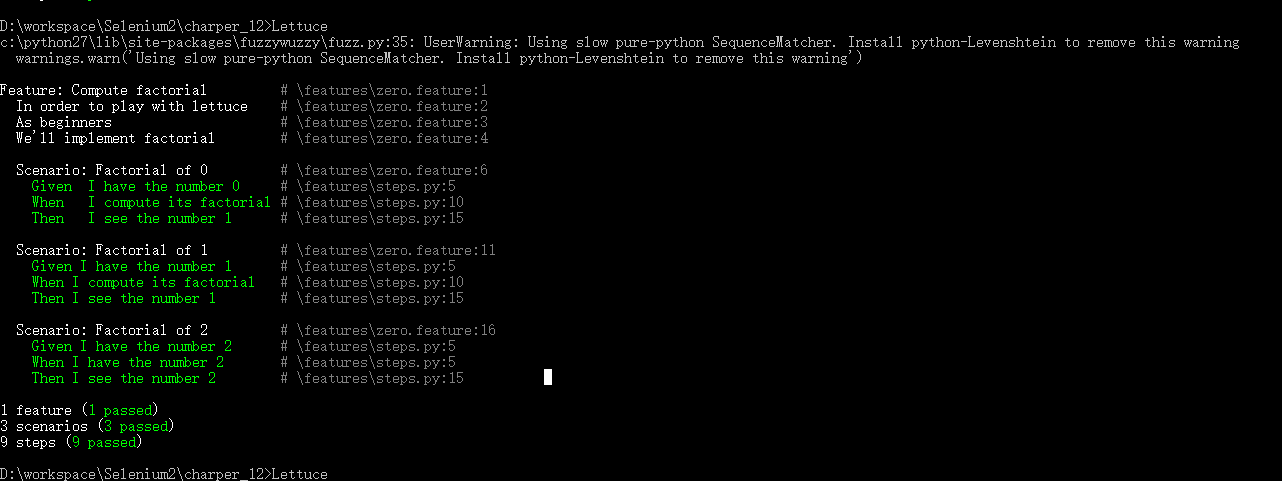 D:\workspace\Selenium2\charper_12>Lettuce
c:\python27\lib\site-packages\fuzzywuzzy\fuzz.py:35: UserWarning: Using slow pure-python SequenceMatcher. Install python-Levenshtein to remove this warning
  warnings.warn('Using slow pure-python SequenceMatcher. Install python-Levenshtein to remove this warning')
Feature: Compute factorial         # \features\zero.feature:1
  In order to play with lettuce    # \features\zero.feature:2
  As beginners                     # \features\zero.feature:3
  We'll implement factorial        # \features\zero.feature:4
  Scenario: Factorial of 0         # \features\zero.feature:6
    Given  I have the number 0     # \features\steps.py:5
    When   I compute its factorial # \features\steps.py:10
    Then   I see the number 1      # \features\steps.py:15
  Scenario: Factorial of 1         # \features\zero.feature:11
    Given I have the number 1      # \features\steps.py:5
    When I compute its factorial   # \features\steps.py:10
    Then I see the number 1        # \features\steps.py:15
  Scenario: Factorial of 2         # \features\zero.feature:16
    Given I have the number 2      # \features\steps.py:5
    When I have the number 2       # \features\steps.py:5
    Then I see the number 2        # \features\steps.py:15
1 feature (1 passed)
3 scenarios (3 passed)
9 steps (9 passed)
D:\workspace\Selenium2\charper_12>Lettuce